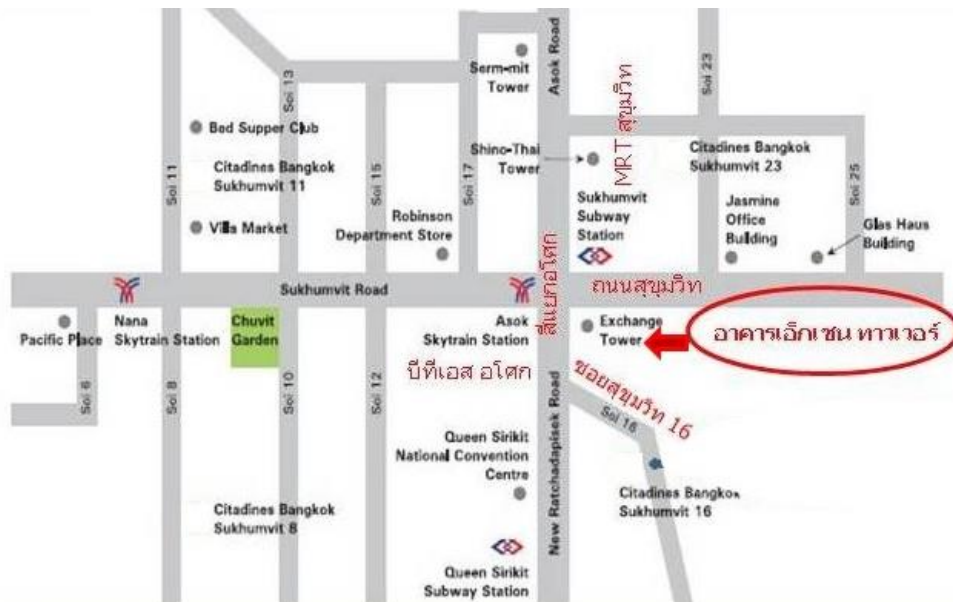 Serm-mit
Tower
Asok Road
Soi 23
Soi 13
Bed Supper Club
Soi 11
Citadines Bangkok
Sukhumvit 11
Soi 15
Soi 17
Shino-Thai
Tower
MRT สุขุมวิท
Citadines Bangkok
Sukhumvit 23
Soi 25
Villa Market
Robinson
Department Store
Sukhumvit
Subway
Station
Jasmine
Office
Building
Glas Haus
Building
Sukhumvit Road
สี่แยกอโศก
ถนนสุขุมวิท
Pacific Place
Nana
Skytrain Station
Chuvit
Garden
Asok
Skytrain Station
Exchange
Tower
อาคารเอ็กเชน ทาวเวอร์
บีทีเอส อโศก
ซอยสุขุมวิท 16
Soi 6
Soi 8
Soi 10
Soi 12
Soi 16
New Ratchadapisek Road
Queen Sirikit
National Convention
Centre
Citadines Bangkok
Sukhumvit 8
Citadines Bangkok
Sukhumvit 16
Queen Sirikit
Subway Station